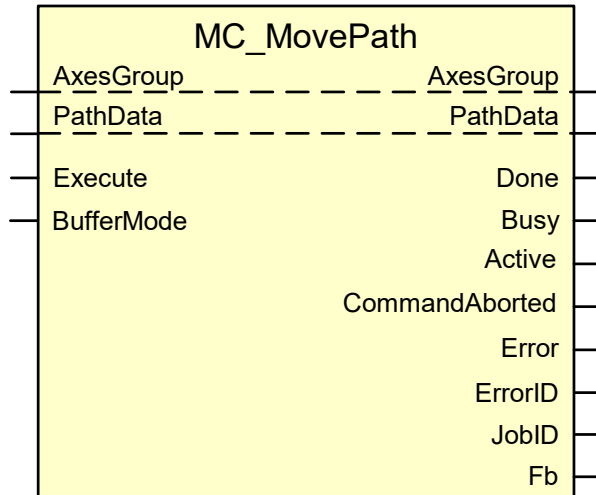 MC_MovePath
AxesGroup AxesGroup
PathData PathData
Execute Done
BufferMode Busy
Active
CommandAborted
Error
ErrorID
JobID
Fb